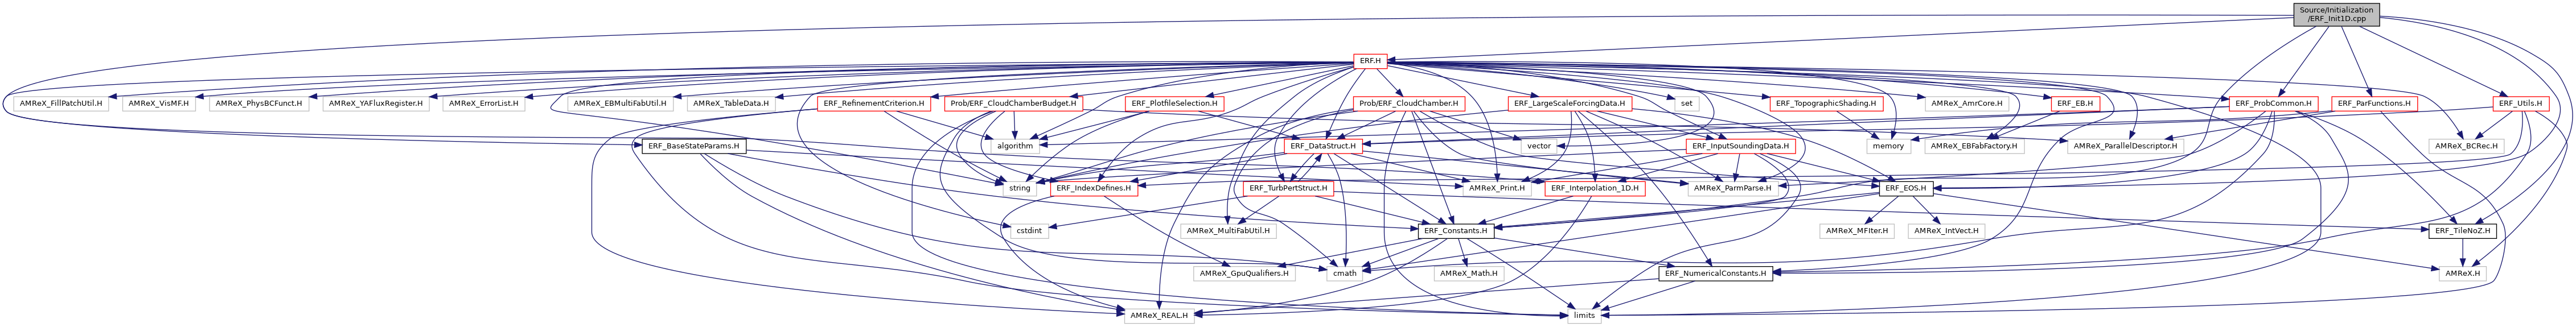 Source/Initialization
/ERF_Init1D.cpp
ERF.H
AMReX_FillPatchUtil.H
AMReX_VisMF.H
AMReX_PhysBCFunct.H
AMReX_YAFluxRegister.H
AMReX_ErrorList.H
AMReX_EBMultiFabUtil.H
AMReX_TableData.H
ERF_RefinementCriterion.H
Prob/ERF_CloudChamberBudget.H
ERF_PlotfileSelection.H
Prob/ERF_CloudChamber.H
ERF_LargeScaleForcingData.H
set
ERF_TopographicShading.H
AMReX_AmrCore.H
ERF_EB.H
ERF_ProbCommon.H
ERF_ParFunctions.H
ERF_Utils.H
ERF_BaseStateParams.H
algorithm
ERF_DataStruct.H
vector
ERF_InputSoundingData.H
memory
AMReX_EBFabFactory.H
AMReX_ParallelDescriptor.H
AMReX_BCRec.H
string
ERF_IndexDefines.H
ERF_TurbPertStruct.H
AMReX_Print.H
ERF_Interpolation_1D.H
AMReX_ParmParse.H
ERF_EOS.H
cstdint
AMReX_MultiFabUtil.H
ERF_Constants.H
AMReX_MFIter.H
AMReX_IntVect.H
ERF_TileNoZ.H
AMReX_GpuQualifiers.H
cmath
AMReX_Math.H
ERF_NumericalConstants.H
AMReX.H
AMReX_REAL.H
limits